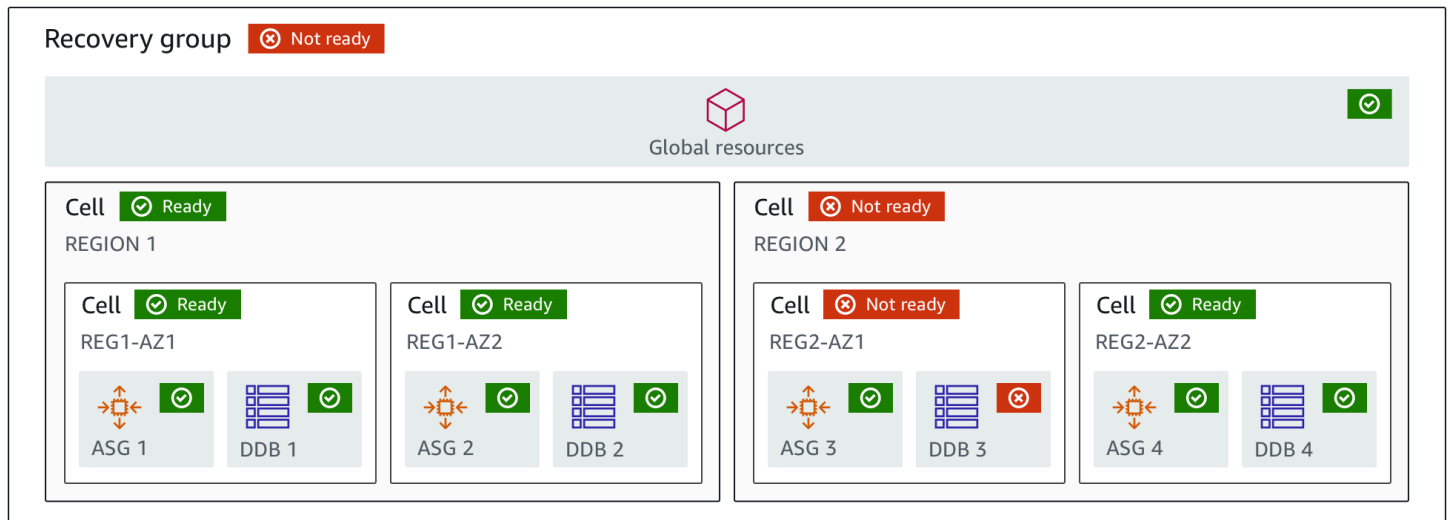 Recovery group Not ready
Global resources
Cell Ready
REGION 1
Cell Ready
REG1-AZ1
ASG 1
DDB 1
Cell Ready
REG1-AZ2
ASG 2
DDB 2
Cell Not ready
REGION 2
Cell Not ready
REG2-AZ1
ASG 3
DDB 3
Cell Ready
REG2-AZ2
ASG 4
DDB 4